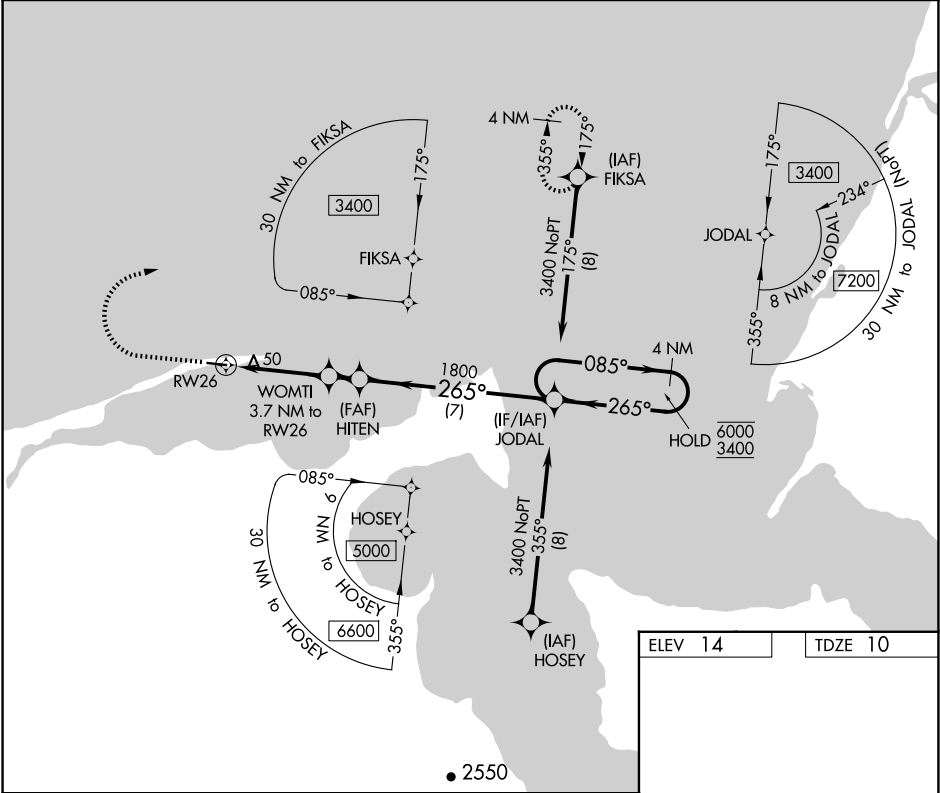 4 NM
355°
175°
(IAF)
FIKSA
3400 NoPT
175°
(8)
30 NM to FIKSA
175°
3400
FIKSA
085°
175°
3400
234°
JODAL
8 NM to JODAL
7200
355°
30 NM to JODAL (NoPT)
50
RW26
WOMTI
3.7 NM to
RW26
(FAF)
HITEN
1800
265°
(7)
(IF/IAF)
JODAL
085°
4 NM
265°
HOLD
6000
3400
085°
9 NM to HOSEY
HOSEY
5000
30 NM to HOSEY
6600
355°
3400 NoPT
355°
(8)
(IAF)
HOSEY
ELEV 14
TDZE 10
2550